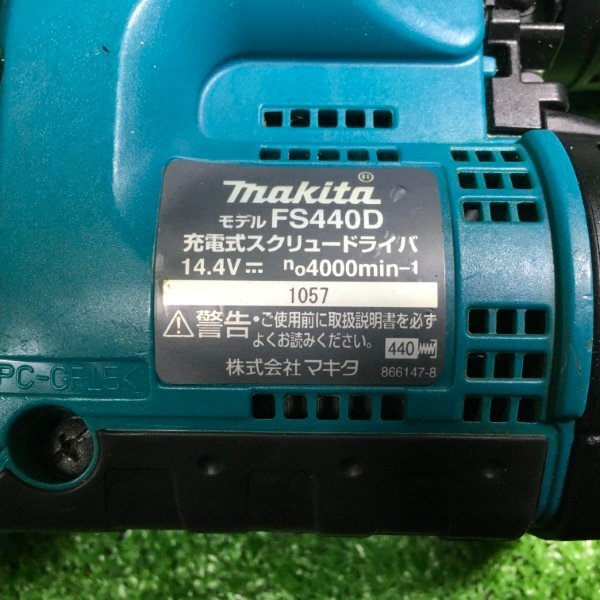 makita®
モデル FS440D
充電式スクリュードライバ
14.4V⎓ n₀4000min-1
1057
⚠警告・ご使用前に取扱説明書を必ず
よくお読みください。
440
株式会社 マキタ
866147-8